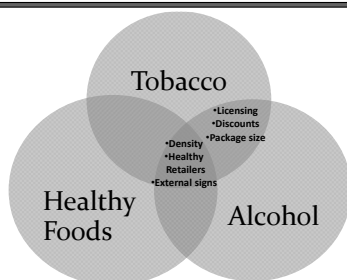 Tobacco
•Licensing
•Discounts
•Package size
•Density
•Healthy
Retailers
•External signs
Healthy
Foods
Alcohol